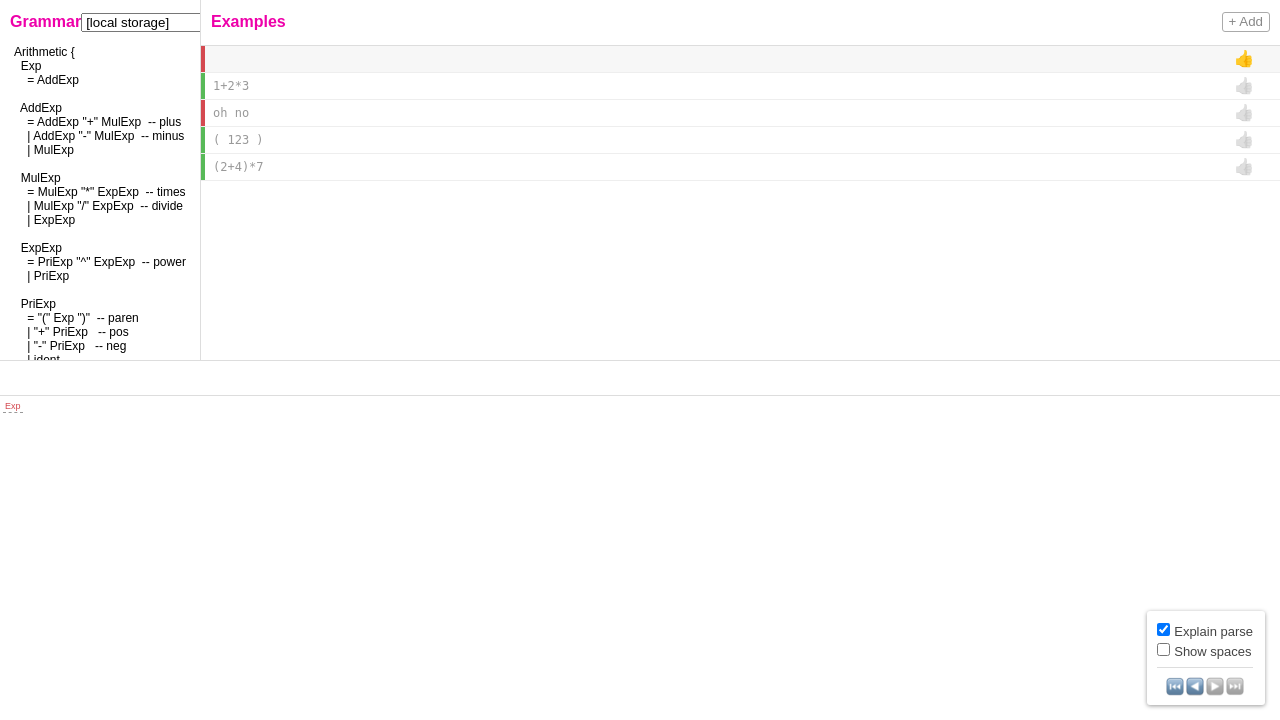 Grammar [local storage]
Arithmetic {
Exp
= AddExp
AddExp
= AddExp "+" MulExp -- plus
| AddExp "-" MulExp -- minus
| MulExp
MulExp
= MulExp "*" ExpExp -- times
| MulExp "/" ExpExp -- divide
| ExpExp
ExpExp
= PriExp "^" ExpExp -- power
| PriExp
PriExp
= "(" Exp ")" -- paren
| "+" PriExp -- pos
| "-" PriExp -- neg
| ident
Examples
+ Add
1+2*3
oh no
( 123 )
(2+4)*7
Exp
Explain parse
Show spaces